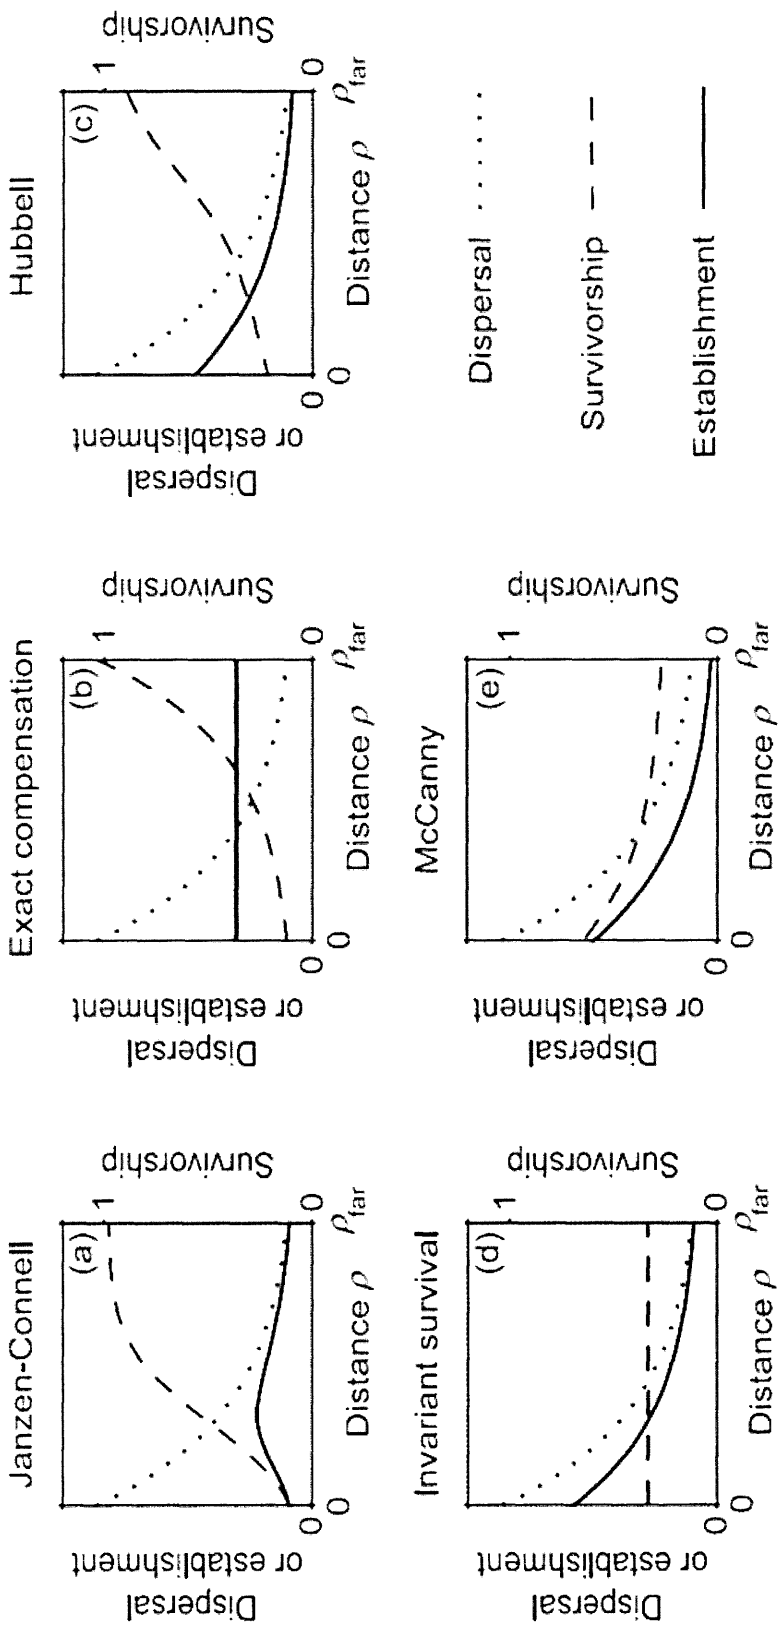 Janzen-Connell
(a)
Dispersal
or establishment
Survivorship
1
0
0
0
Distance ρ
ρfar
Exact compensation
(b)
Dispersal
or establishment
Survivorship
1
0
0
0
Distance ρ
ρfar
Hubbell
(c)
Dispersal
or establishment
Survivorship
1
0
0
0
Distance ρ
ρfar
Invariant survival
(d)
Dispersal
or establishment
Survivorship
1
0
0
0
Distance ρ
ρfar
McCanny
(e)
Dispersal
or establishment
Survivorship
1
0
0
0
Distance ρ
ρfar
Dispersal
Survivorship
Establishment